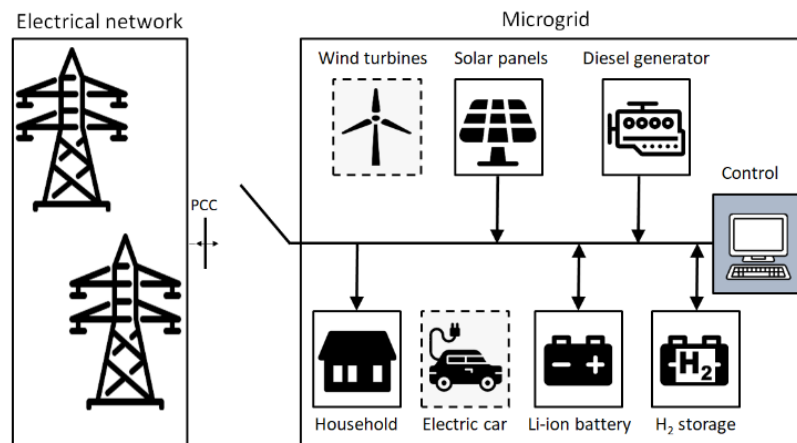 Electrical network
Microgrid
Wind turbines
Solar panels
Diesel generator
Control
PCC
H₂
Household
Electric car
Li-ion battery
H₂ storage